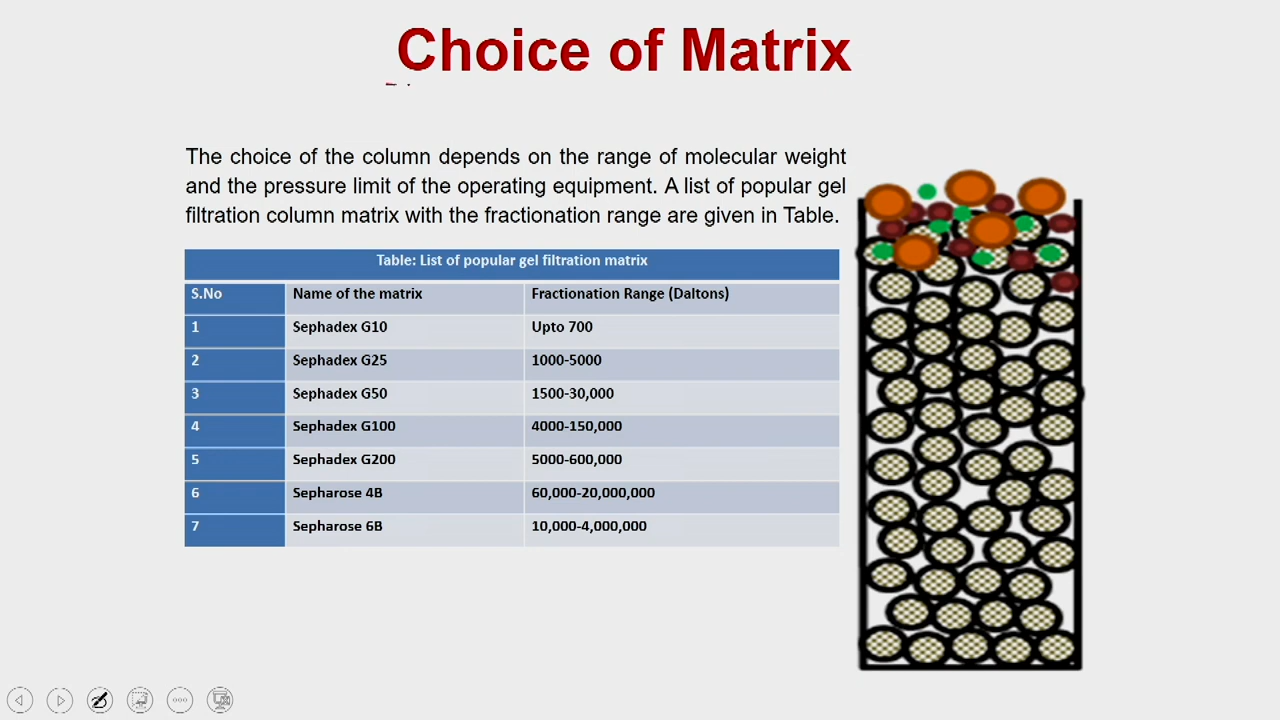 Choice of Matrix
The choice of the column depends on the range of molecular weight
and the pressure limit of the operating equipment. A list of popular gel
filtration column matrix with the fractionation range are given in Table.
Table: List of popular gel filtration matrix
S.No Name of the matrix Fractionation Range (Daltons)
1 Sephadex G10 Upto 700
2 Sephadex G25 1000-5000
3 Sephadex G50 1500-30,000
4 Sephadex G100 4000-150,000
5 Sephadex G200 5000-600,000
6 Sepharose 4B 60,000-20,000,000
7 Sepharose 6B 10,000-4,000,000